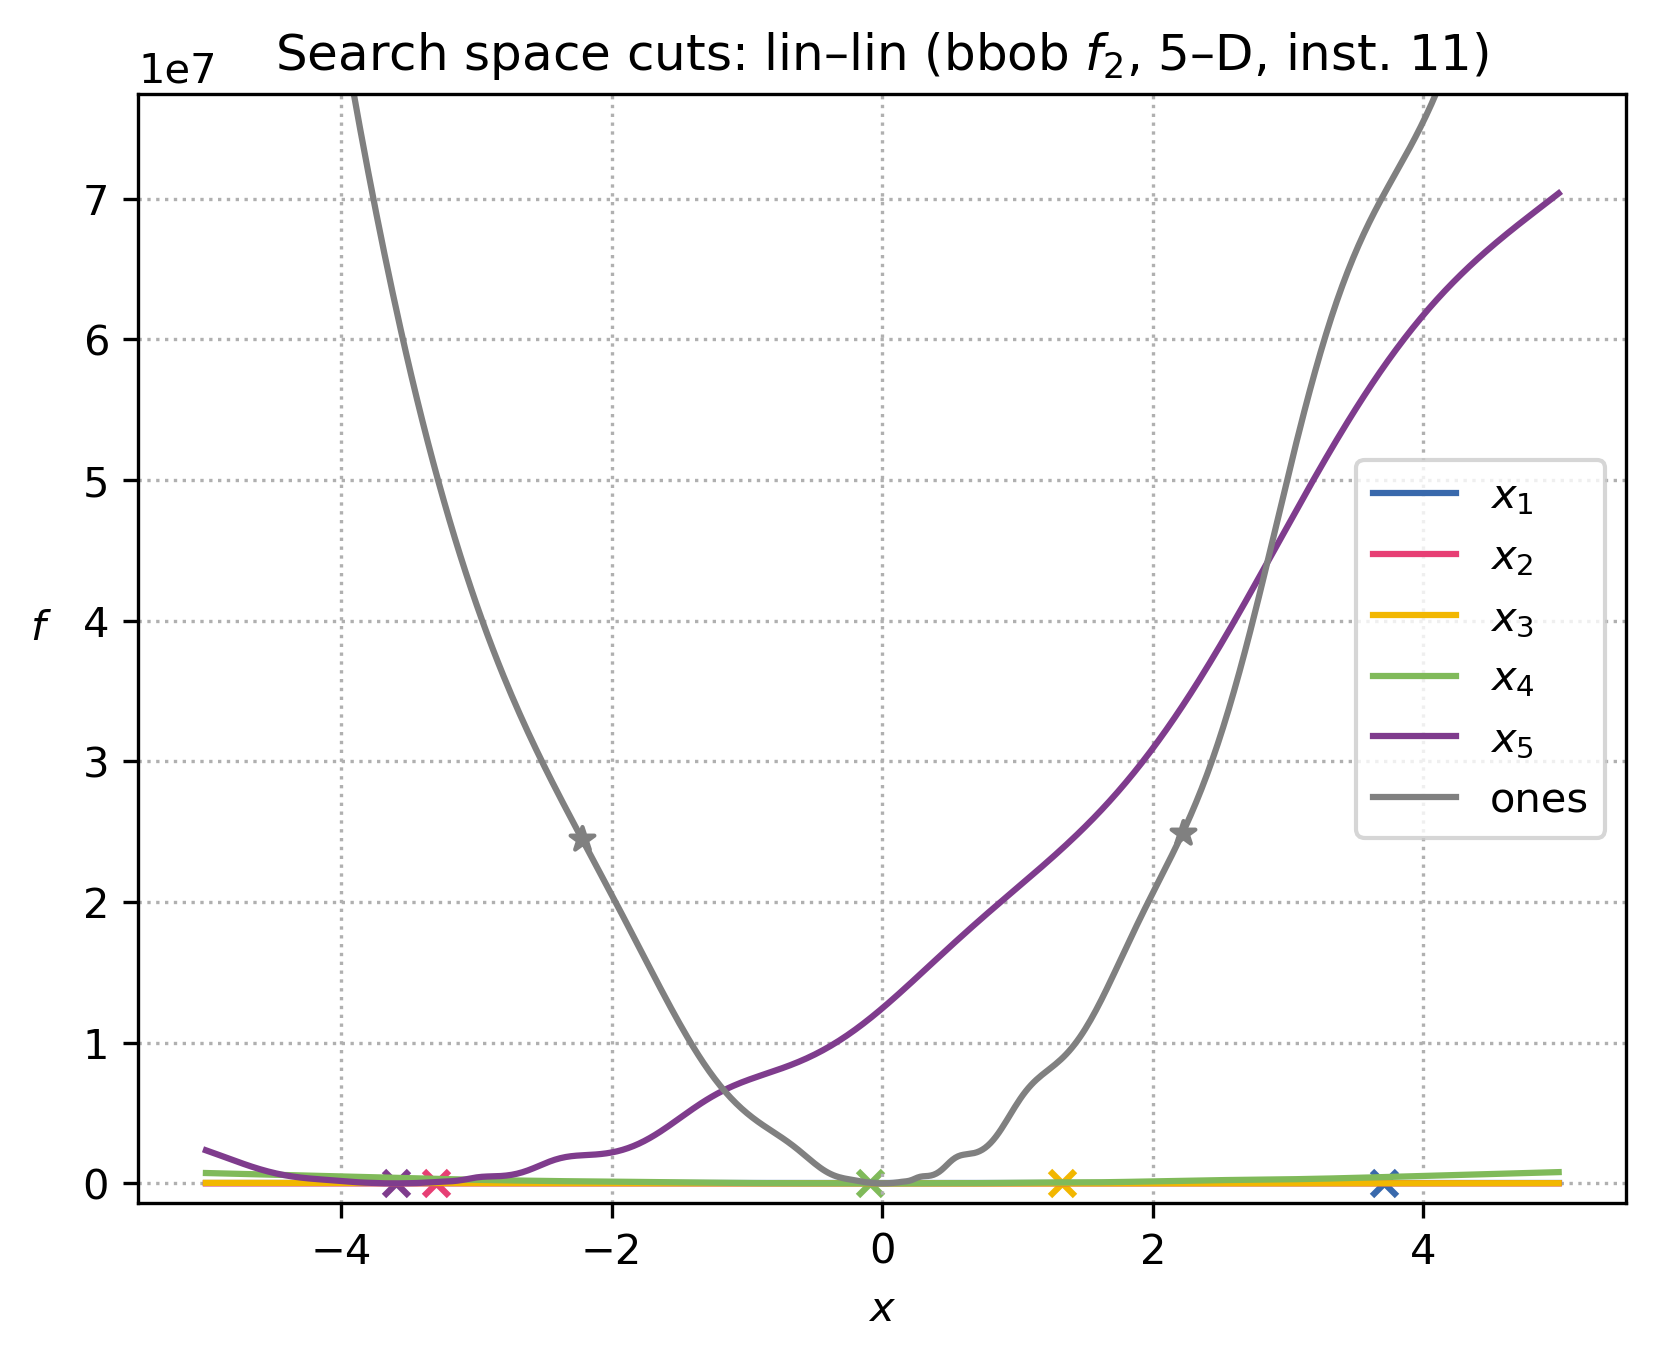 Search space cuts: lin–lin (bbob f₂, 5–D, inst. 11)
1e7
7
6
5
4
3
2
1
0
f
−4
−2
0
2
4
x
x₁
x₂
x₃
x₄
x₅
ones